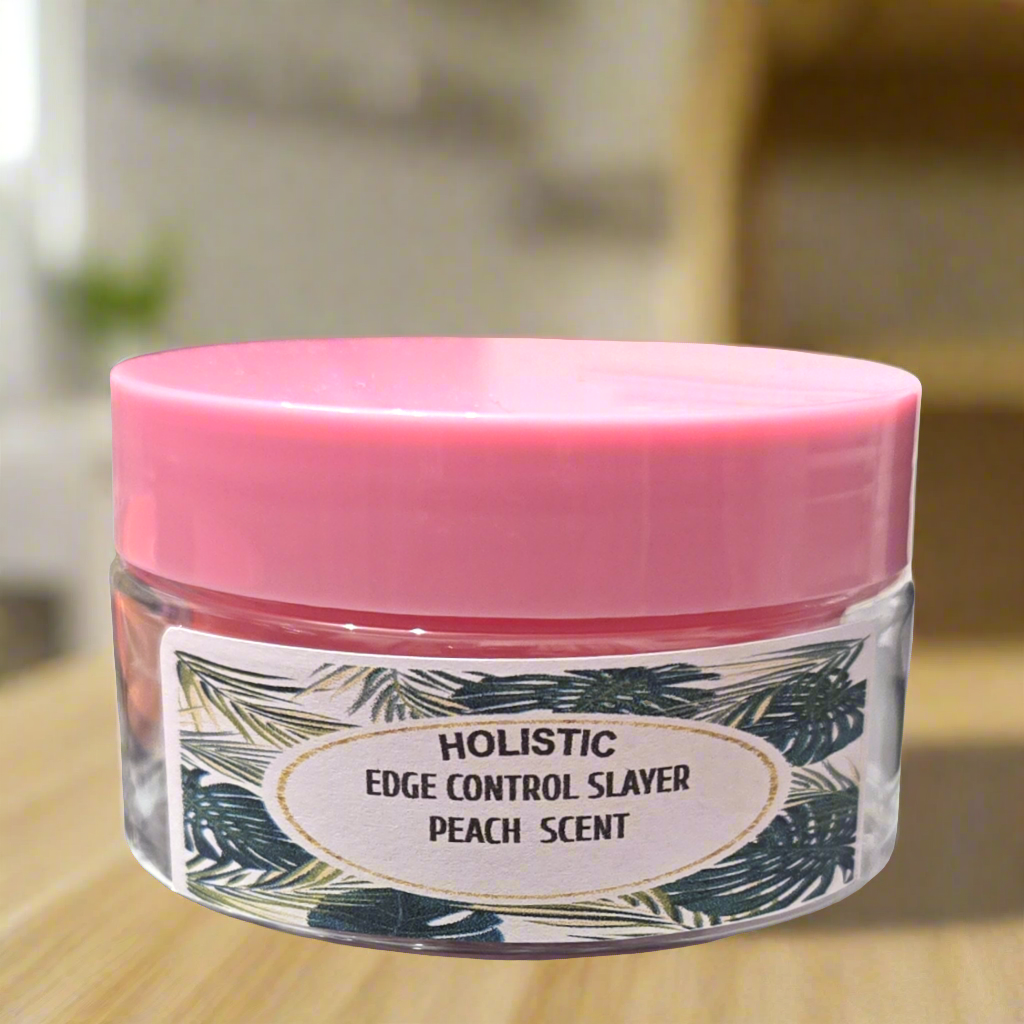 HOLISTIC
EDGE CONTROL SLAYER
PEACH SCENT